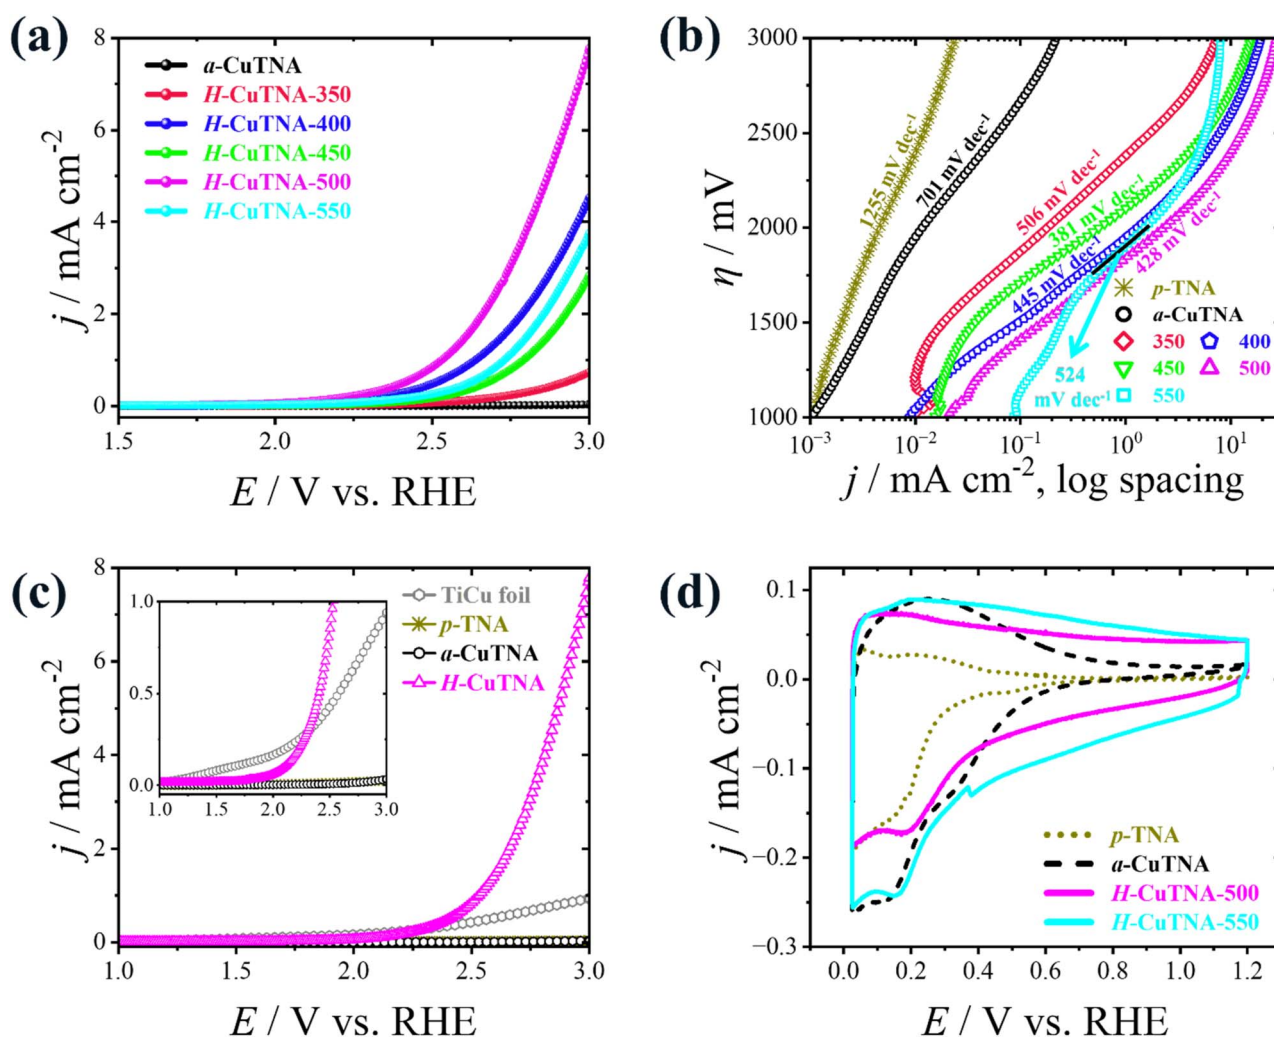 (a)
8
6
4
2
0
j / mA cm-2
a-CuTNA
H-CuTNA-350
H-CuTNA-400
H-CuTNA-450
H-CuTNA-500
H-CuTNA-550
1.5 2.0 2.5 3.0
E / V vs. RHE
(b)
3000
2500
2000
1500
1000
η / mV
1255 mV dec-1
701 mV dec-1
506 mV dec-1
381 mV dec-1
445 mV dec-1
428 mV dec-1
524
mV dec-1
p-TNA
a-CuTNA
350 400
450 500
550
10−3 10−2 10−1 100 101
j / mA cm-2, log spacing
(c)
8
7
6
5
4
3
2
1
0
j / mA cm-2
1.0
0.5
0.0
1.0 1.5 2.0 2.5 3.0
TiCu foil
p-TNA
a-CuTNA
H-CuTNA
1.0 1.5 2.0 2.5 3.0
E / V vs. RHE
(d)
0.1
0.0
−0.1
−0.2
−0.3
j / mA cm-2
p-TNA
a-CuTNA
H-CuTNA-500
H-CuTNA-550
0.0 0.2 0.4 0.6 0.8 1.0 1.2
E / V vs. RHE